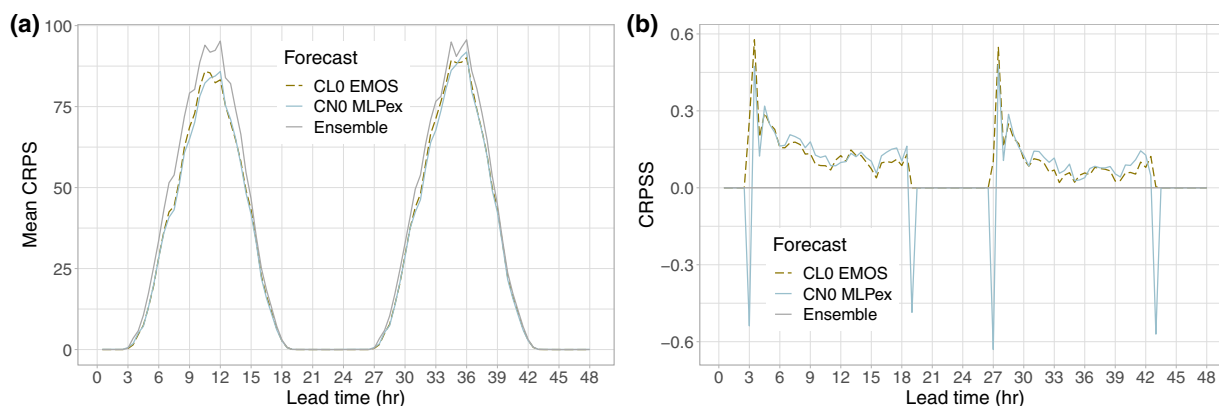 (a)
100
75
50
25
0
Mean CRPS
Forecast
CL0 EMOS
CN0 MLPex
Ensemble
0 3 6 9 12 15 18 21 24 27 30 33 36 39 42 45 48
Lead time (hr)
(b)
0.6
0.3
0.0
−0.3
−0.6
CRPSS
Forecast
CL0 EMOS
CN0 MLPex
Ensemble
0 3 6 9 12 15 18 21 24 27 30 33 36 39 42 45 48
Lead time (hr)